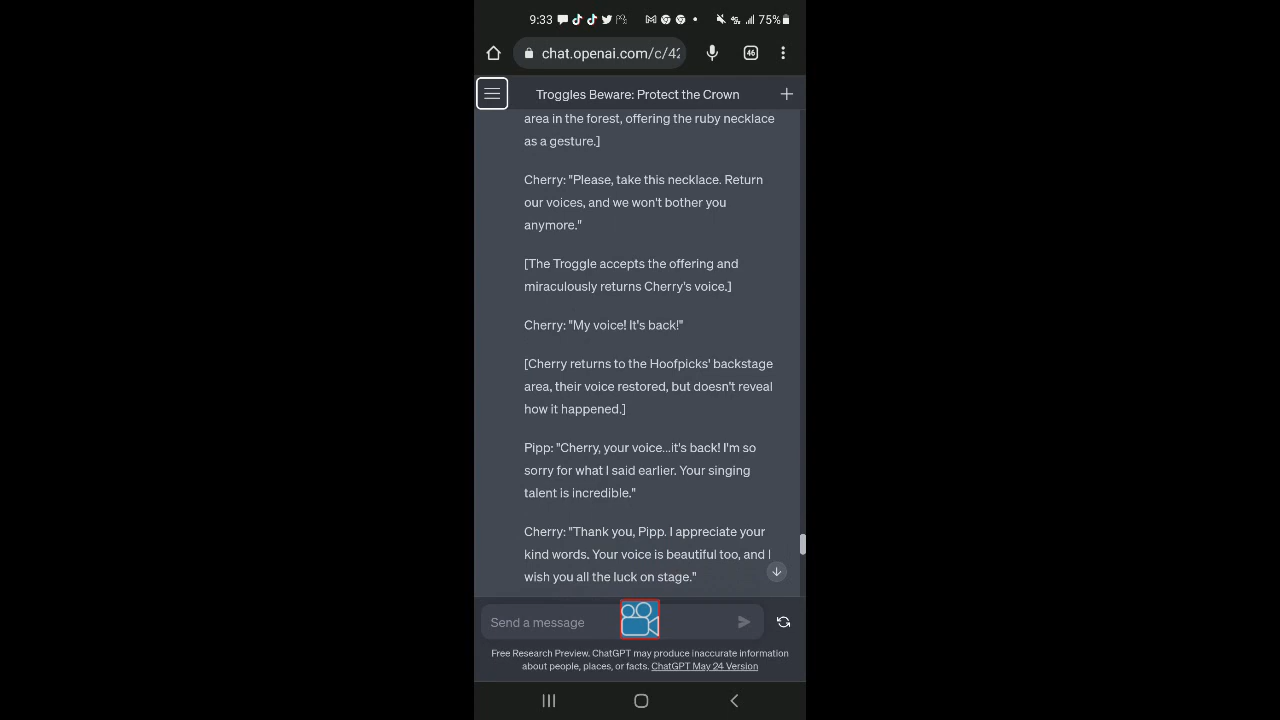 9:33
75%
chat.openai.com/c/42
46
Troggles Beware: Protect the Crown
area in the forest, offering the ruby necklace
as a gesture.]
Cherry: "Please, take this necklace. Return
our voices, and we won't bother you
anymore."
[The Troggle accepts the offering and
miraculously returns Cherry's voice.]
Cherry: "My voice! It's back!"
[Cherry returns to the Hoofpicks' backstage
area, their voice restored, but doesn't reveal
how it happened.]
Pipp: "Cherry, your voice...it's back! I'm so
sorry for what I said earlier. Your singing
talent is incredible."
Cherry: "Thank you, Pipp. I appreciate your
kind words. Your voice is beautiful too, and I
wish you all the luck on stage."
Send a message
Free Research Preview. ChatGPT may produce inaccurate information
about people, places, or facts. ChatGPT May 24 Version